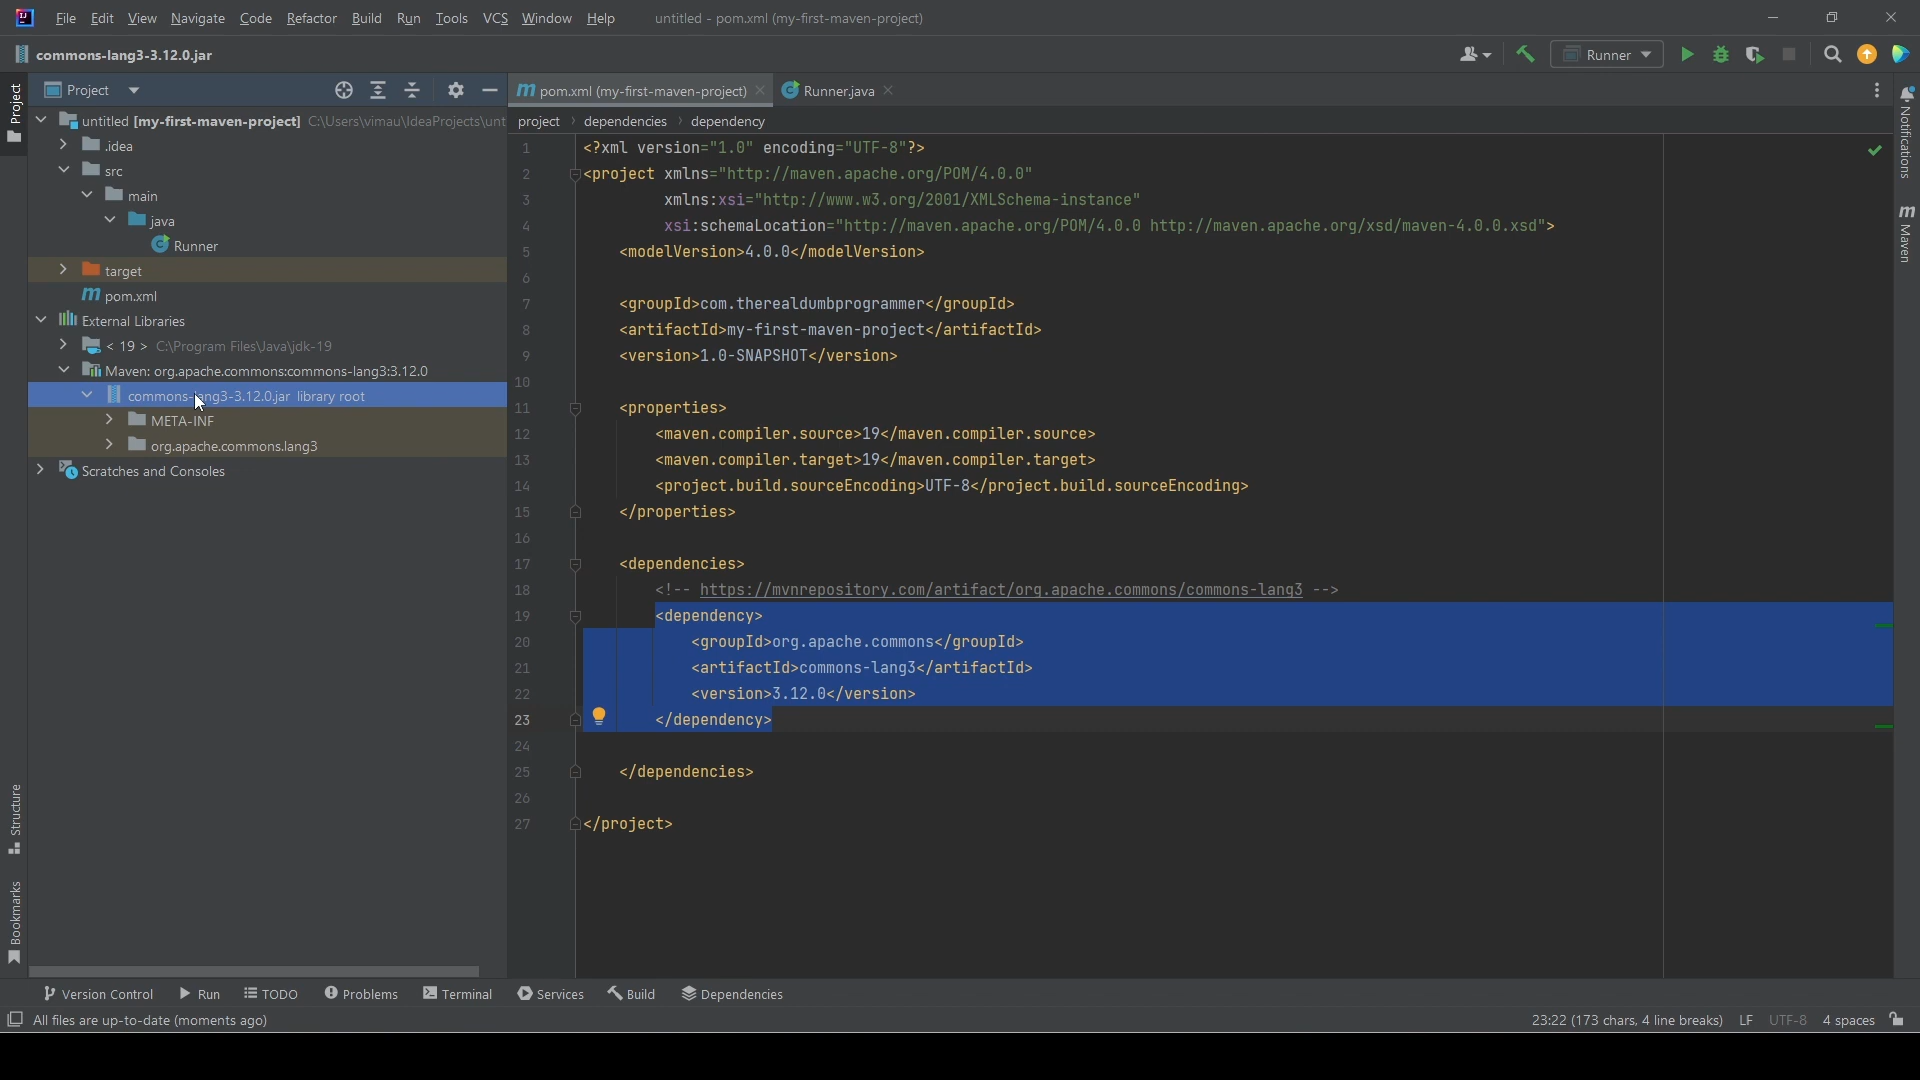 File Edit View Navigate Code Refactor Build Run Tools VCS Window Help untitled - pom.xml (my-first-maven-project)
commons-lang3-3.12.0.jar
Runner
Project
pom.xml (my-first-maven-project)
Runner.java
project
dependencies
dependency
Project
untitled [my-first-maven-project] C:\Users\vimau\IdeaProjects\unt
.idea
src
main
java
Runner
target
pom.xml
External Libraries
< 19 > C:\Program Files\Java\jdk-19
Maven: org.apache.commons:commons-lang3:3.12.0
commons-lang3-3.12.0.jar library root
META-INF
org.apache.commons.lang3
Scratches and Consoles
Structure
Bookmarks
1 <?xml version="1.0" encoding="UTF-8"?>
2 <project xmlns="http://maven.apache.org/POM/4.0.0"
3 xmlns:xsi="http://www.w3.org/2001/XMLSchema-instance"
4 xsi:schemaLocation="http://maven.apache.org/POM/4.0.0 http://maven.apache.org/xsd/maven-4.0.0.xsd">
5 <modelVersion>4.0.0</modelVersion>
6
7 <groupId>com.therealdumbprogrammer</groupId>
8 <artifactId>my-first-maven-project</artifactId>
9 <version>1.0-SNAPSHOT</version>
10
11 <properties>
12 <maven.compiler.source>19</maven.compiler.source>
13 <maven.compiler.target>19</maven.compiler.target>
14 <project.build.sourceEncoding>UTF-8</project.build.sourceEncoding>
15 </properties>
16
17 <dependencies>
18 <!-- https://mvnrepository.com/artifact/org.apache.commons/commons-lang3 -->
19 <dependency>
20 <groupId>org.apache.commons</groupId>
21 <artifactId>commons-lang3</artifactId>
22 <version>3.12.0</version>
23 </dependency>
24
25 </dependencies>
26
27 </project>
Notifications
m Maven
Version Control Run TODO Problems Terminal Services Build Dependencies
All files are up-to-date (moments ago)
23:22 (173 chars, 4 line breaks) LF UTF-8 4 spaces